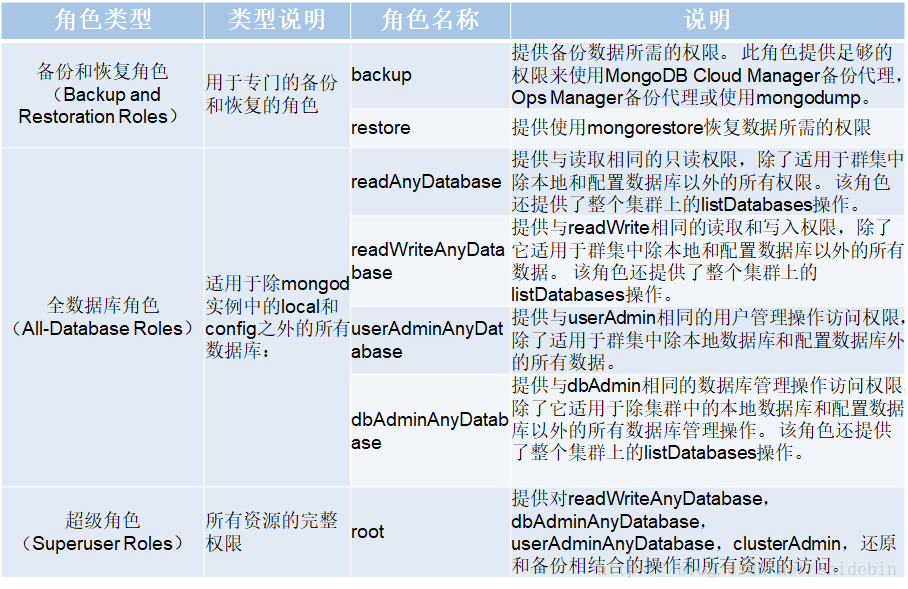 角色类型
类型说明
角色名称
说明
备份和恢复角色
（Backup and
Restoration Roles）
用于专门的备份
和恢复的角色
backup
提供备份数据所需的权限。 此角色提供足够的
权限来使用MongoDB Cloud Manager备份代理，
Ops Manager备份代理或使用mongodump。
restore
提供使用mongorestore恢复数据所需的权限
全数据库角色
（All-Database Roles）
适用于除mongod
实例中的local和
config之外的所有
数据库：
readAnyDatabase
提供与读取相同的只读权限，除了适用于群集中
除本地和配置数据库以外的所有权限。 该角色
还提供了整个集群上的listDatabases操作。
readWriteAnyData
base
提供与readWrite相同的读取和写入权限，除了
它适用于群集中除本地和配置数据库以外的所有
数据。 该角色还提供了整个集群上的
listDatabases操作。
userAdminAnyDat
abase
提供与userAdmin相同的用户管理操作访问权限，
除了适用于群集中除本地数据库和配置数据库外
的所有数据。
dbAdminAnyDatab
ase
提供与dbAdmin相同的数据库管理操作访问权限
除了它适用于除集群中的本地数据库和配置数据
库以外的所有数据库管理操作。 该角色还提供
了整个集群上的listDatabases操作。
超级角色
（Superuser Roles）
所有资源的完整
权限
root
提供对readWriteAnyDatabase，
dbAdminAnyDatabase，
userAdminAnyDatabase，clusterAdmin，还原
和备份相结合的操作和所有资源的访问。